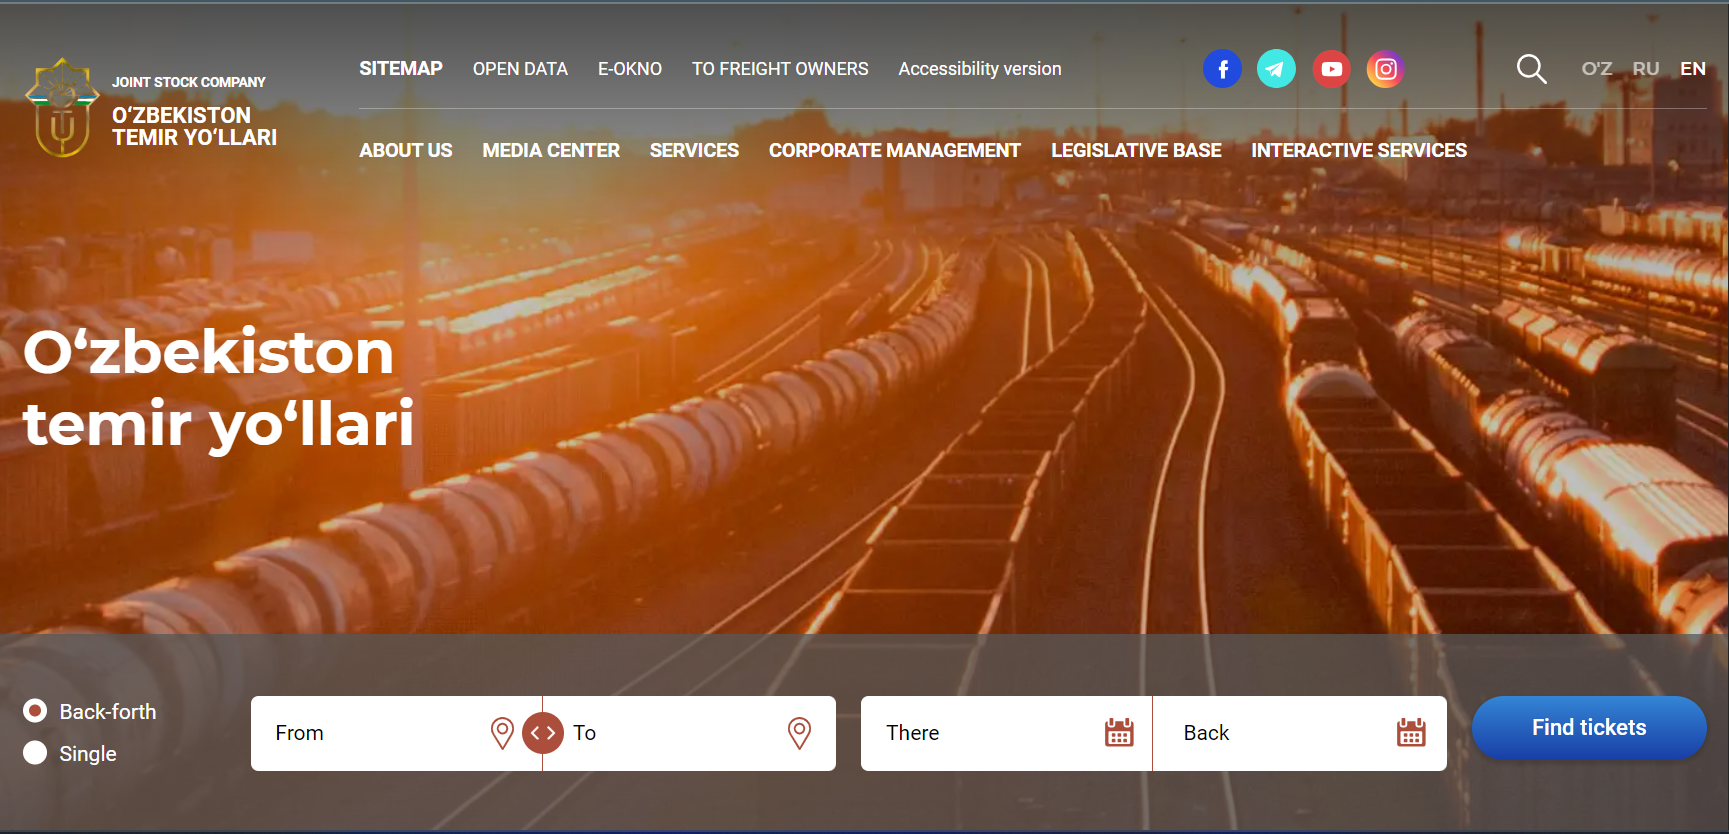 JOINT STOCK COMPANY
O‘ZBEKISTON
TEMIR YO‘LLARI
SITEMAP OPEN DATA E-OKNO TO FREIGHT OWNERS Accessibility version
O'Z RU EN
ABOUT US MEDIA CENTER SERVICES CORPORATE MANAGEMENT LEGISLATIVE BASE INTERACTIVE SERVICES
O‘zbekiston
temir yo‘llari
Back-forth
Single
From To There Back Find tickets